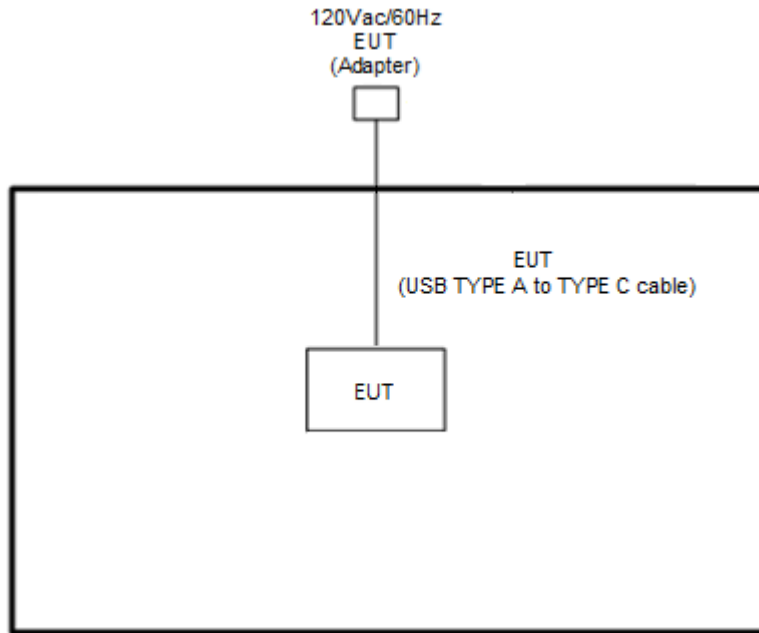 120Vac/60Hz
EUT
(Adapter)
EUT
(USB TYPE A to TYPE C cable)
EUT